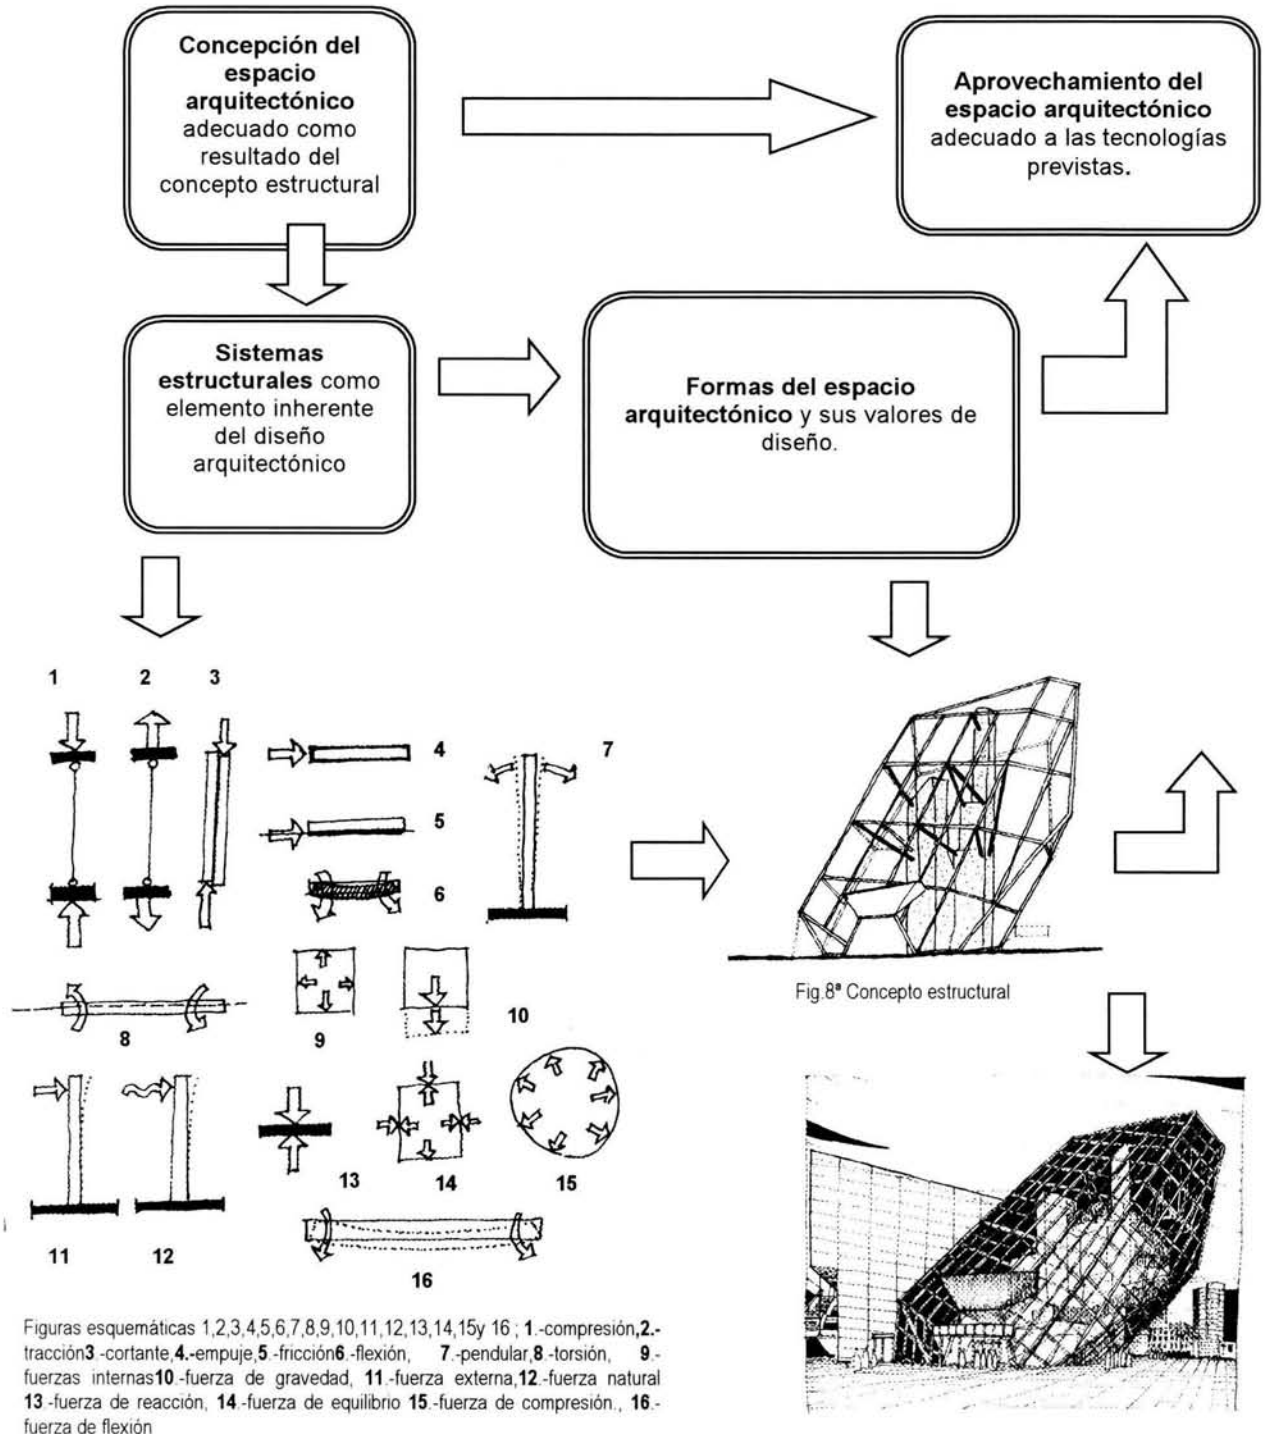 Concepción del
espacio
arquitectónico
adecuado como
resultado del
concepto estructural
Aprovechamiento del
espacio arquitectónico
adecuado a las tecnologías
previstas.
Sistemas
estructurales como
elemento inherente
del diseño
arquitectónico
Formas del espacio
arquitectónico y sus valores de
diseño.
1
2
3
4
5
6
7
8
9
10
11
12
13
14
15
16
Fig.8ª Concepto estructural
Figuras esquemáticas 1,2,3,4,5,6,7,8,9,10,11,12,13,14,15y 16 ; 1.-compresión,2.-
tracción3.-cortante,4.-empuje,5.-fricción6.-flexión, 7.-pendular,8.-torsión, 9.-
fuerzas internas10.-fuerza de gravedad, 11.-fuerza externa,12.-fuerza natural
13.-fuerza de reacción, 14.-fuerza de equilibrio 15.-fuerza de compresión., 16.-
fuerza de flexión